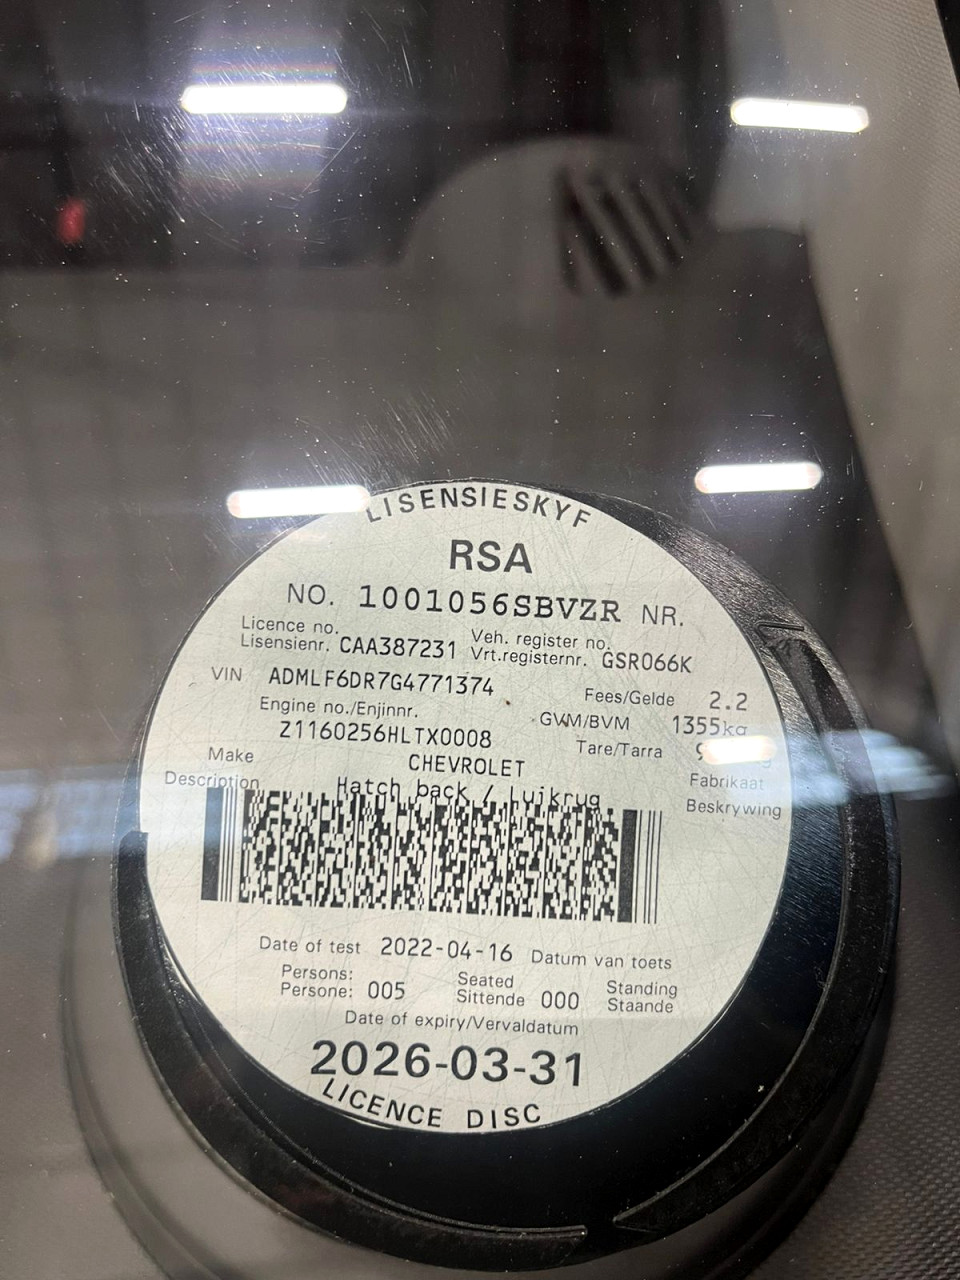 LISENSIESKYF
RSA
NO. 1001056SBVZR NR.
Licence no.
Lisensienr. CAA387231
Veh. register no.
Vrt.registernr. GSR066K
VIN ADMLF6DR7G4771374
Fees/Gelde 2.2
Engine no./Enjinnr.
Z1160256HLTX0008
GVM/BVM 1355kg
Tare/Tarra
Make CHEVROLET Fabrikaat
Description Hatch back / Luikrug Beskrywing
Date of test 2022-04-16 Datum van toets
Persons:
Persone: 005
Seated
Sittende 000
Standing
Staande
Date of expiry/Vervaldatum
2026-03-31
LICENCE DISC